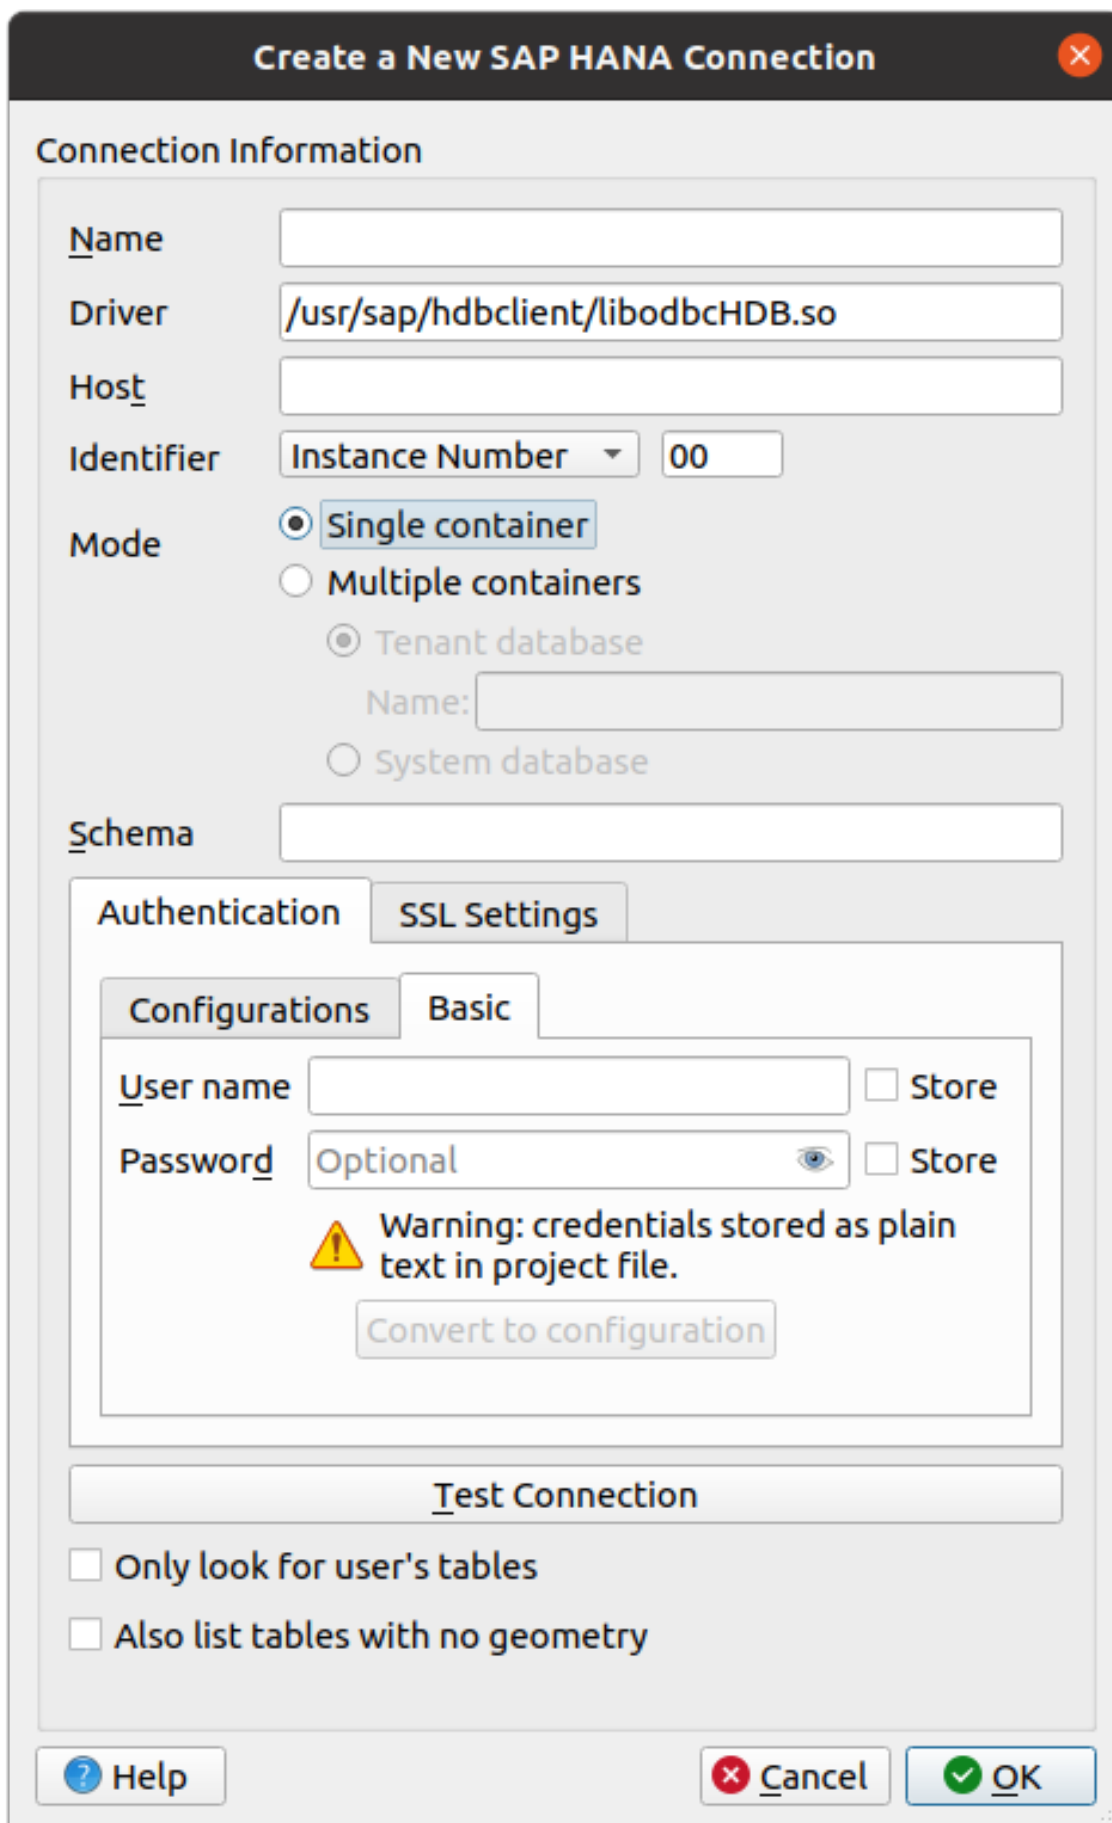 Create a New SAP HANA Connection
Connection Information
Name
Driver /usr/sap/hdbclient/libodbcHDB.so
Host
Identifier Instance Number 00
Mode Single container
Multiple containers
Tenant database
Name:
System database
Schema
Authentication SSL Settings
Configurations Basic
User name Store
Password Optional Store
Warning: credentials stored as plain
text in project file.
Convert to configuration
Test Connection
Only look for user's tables
Also list tables with no geometry
Help Cancel OK